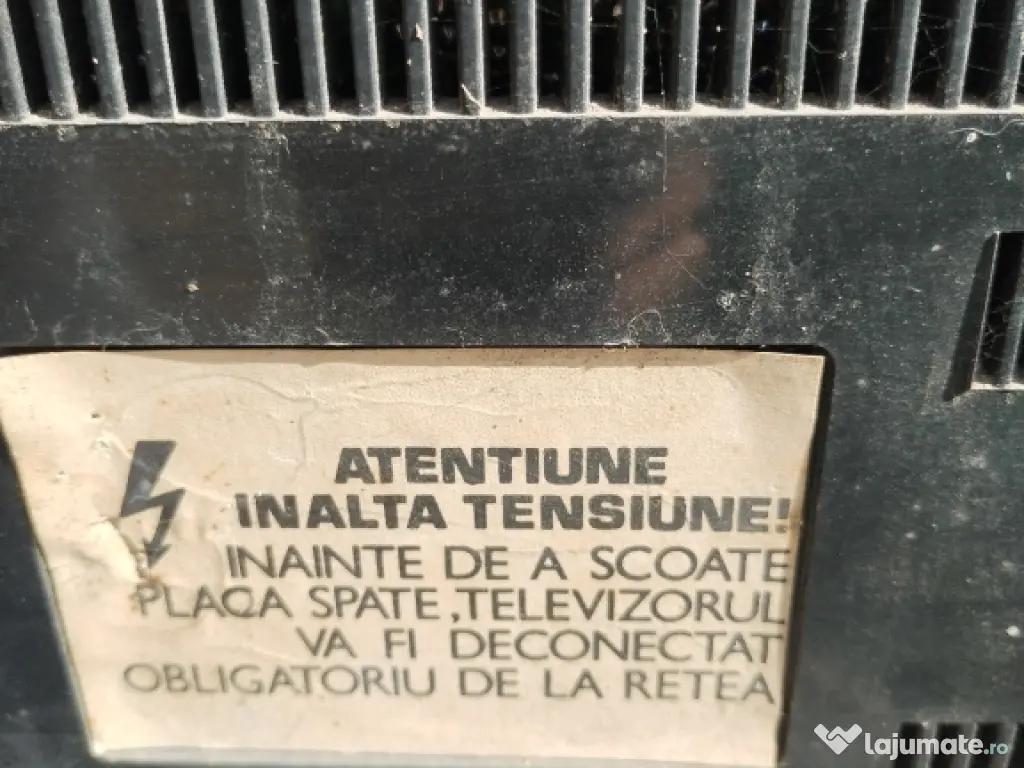 ATENTIUNE
INALTA TENSIUNE!
INAINTE DE A SCOATE
PLACA SPATE,TELEVIZORUL
VA FI DECONECTAT
OBLIGATORIU DE LA RETEA
lajumate.ro